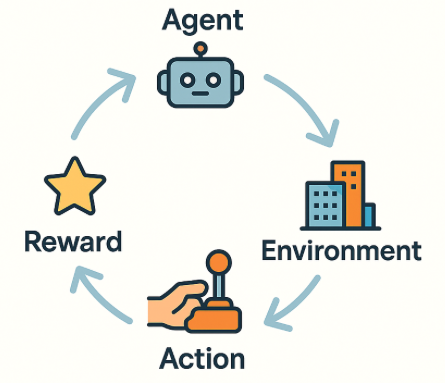 Agent
Reward
Environment
Action